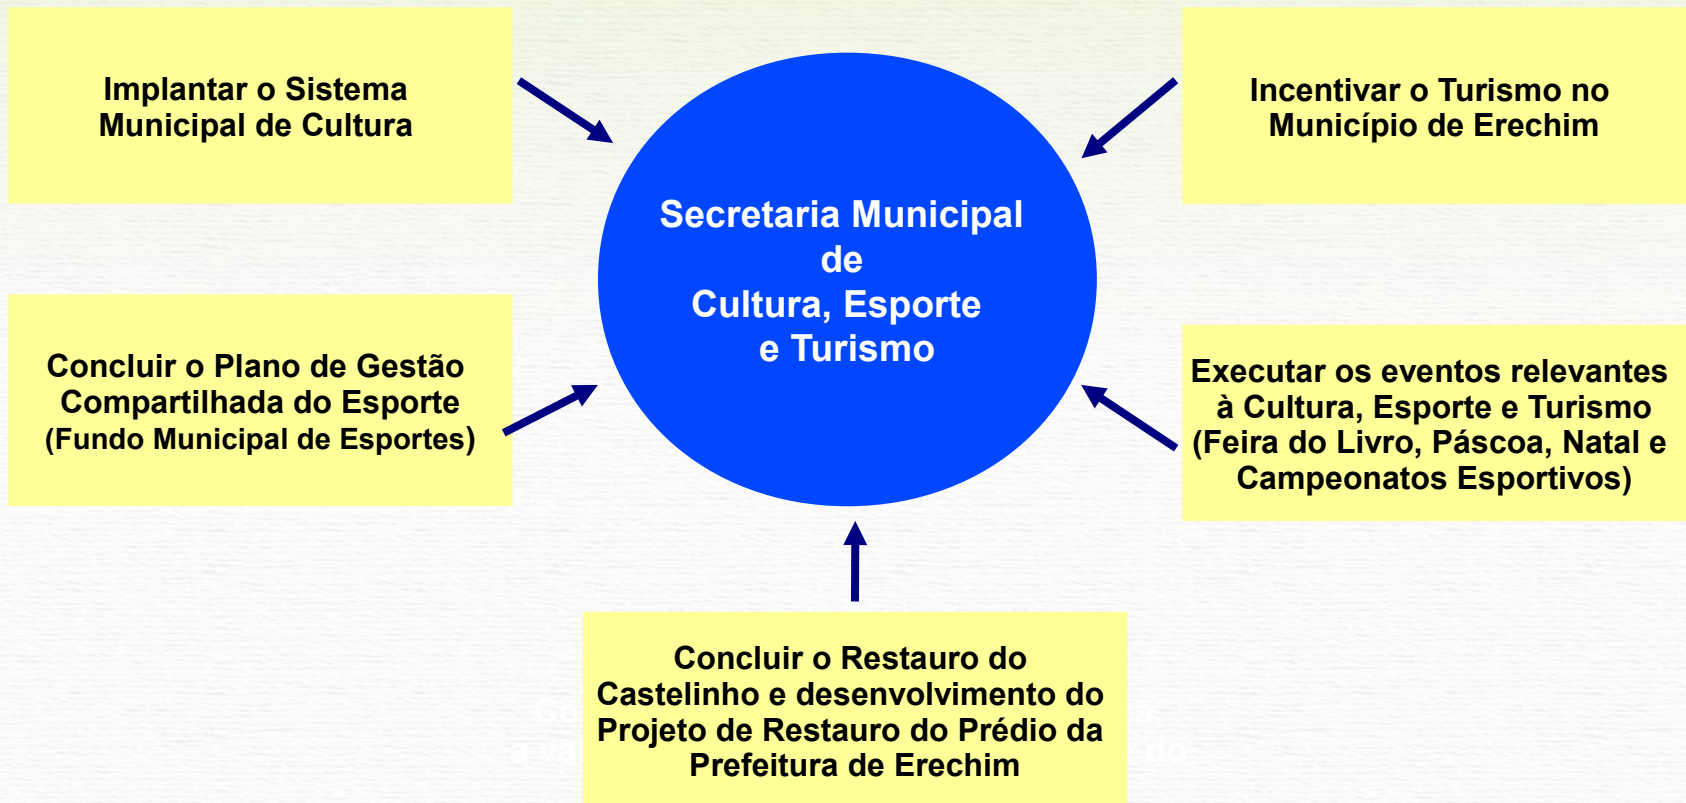 Implantar o Sistema
Municipal de Cultura
Incentivar o Turismo no
Município de Erechim
Secretaria Municipal
de
Cultura, Esporte
e Turismo
Concluir o Plano de Gestão
Compartilhada do Esporte
(Fundo Municipal de Esportes)
Executar os eventos relevantes
à Cultura, Esporte e Turismo
(Feira do Livro, Páscoa, Natal e
Campeonatos Esportivos)
Concluir o Restauro do
Castelinho e desenvolvimento do
Projeto de Restauro do Prédio da
Prefeitura de Erechim